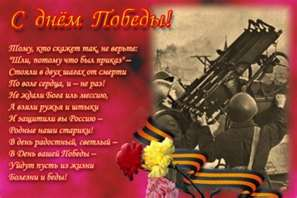 С днём Победы!
Тому, кто скажет так, не верьте:
"Шли, потому что был приказ" –
Стояли в двух шагах от смерти
По воле сердца, и – не раз!
Не ждали Бога иль мессию,
А взяли ружья и штыки
И защитили вы Россию –
Родные наши старики!
В день радостный, светлый –
В День вашей Победы –
Уйдут пусть из жизни
Болезни и беды!